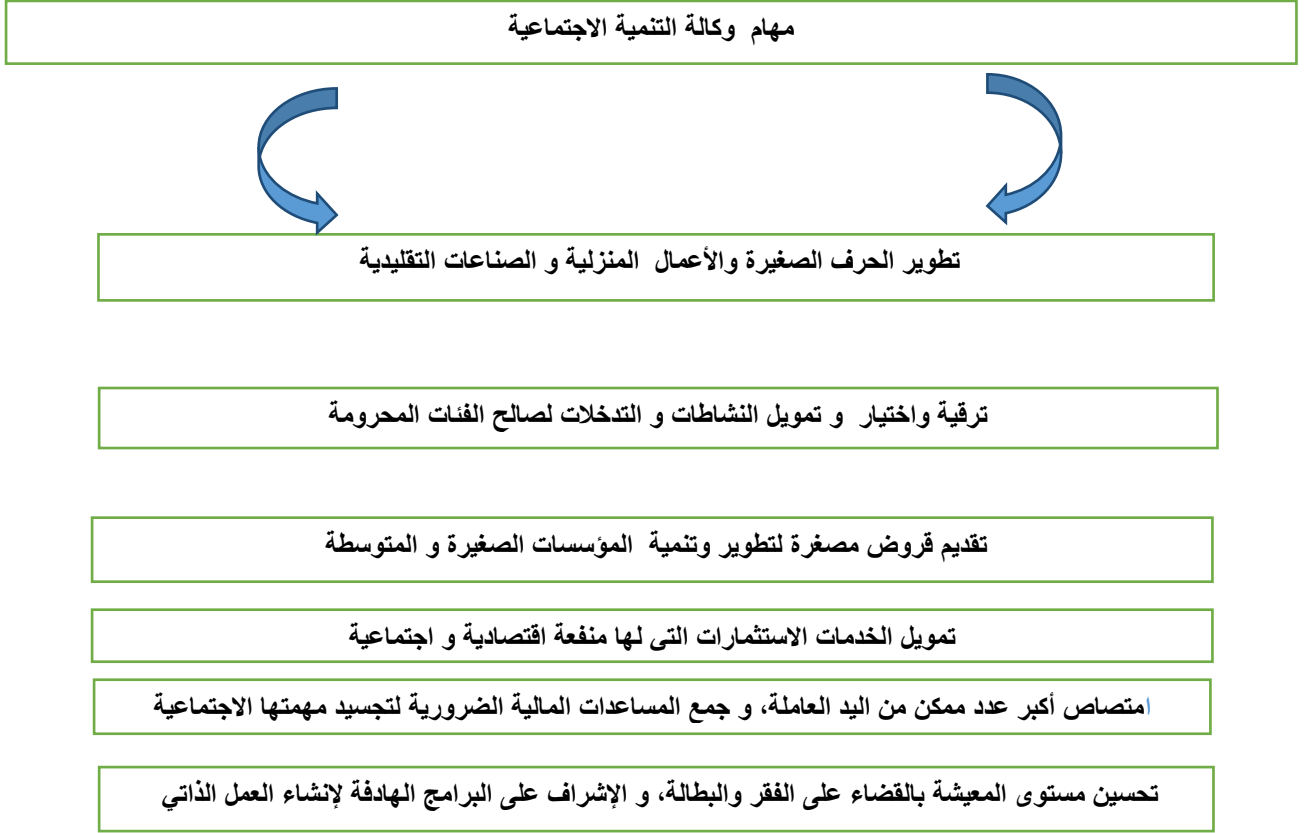 مهام وكالة التنمية الاجتماعية
تطوير الحرف الصغيرة والأعمال المنزلية و الصناعات التقليدية
ترقية واختيار و تمويل النشاطات و التدخلات لصالح الفئات المحرومة
تقديم قروض مصغرة لتطوير وتنمية المؤسسات الصغيرة و المتوسطة
تمويل الخدمات الاستثمارات التى لها منفعة اقتصادية و اجتماعية
امتصاص أكبر عدد ممكن من اليد العاملة، و جمع المساعدات المالية الضرورية لتجسيد مهمتها الاجتماعية
تحسين مستوى المعيشة بالقضاء على الفقر والبطالة، و الإشراف على البرامج الهادفة لإنشاء العمل الذاتي